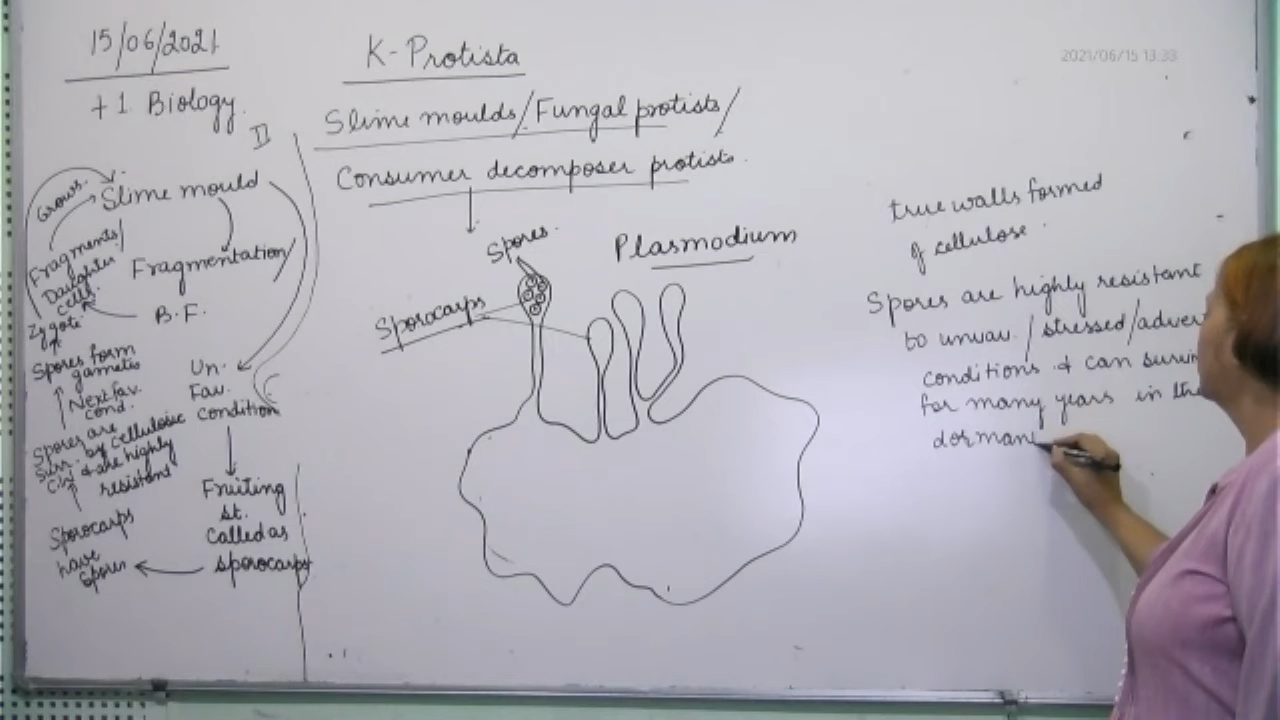 15/06/2021
+1 Biology
II
Grows.
Slime mould
Fragments/
Daughter
cells.
Fragmentation/
B.F.
Zygote
Spores form
gametes
Next fav.
cond.
Un.
Fav.
condition
Spores are
Surr. by cellulosic
C.W & are highly
resistant
Fruiting
st.
Called as
sporocarps
Sporocarps
have
spores
K-Protista
Slime moulds/Fungal protists/
Consumer decomposer protists.
Spores.
Plasmodium
Sporocarps
2021/06/15 13:33
true walls formed
of cellulose.
Spores are highly resistant
to unfav./stressed/adver
conditions & can surviv
for many years in the
dorman